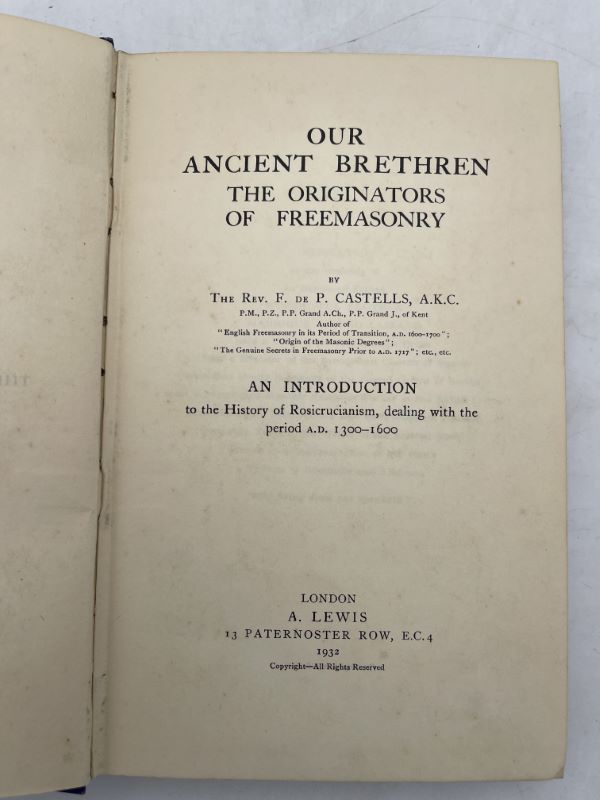 OUR
ANCIENT BRETHREN
THE ORIGINATORS
OF FREEMASONRY
BY
THE REV. F. DE P. CASTELLS, A.K.C.
P.M., P.Z., P.P. Grand A.Ch., P.P. Grand J., of Kent
Author of
"English Freemasonry in its Period of Transition, A.D. 1600-1700";
"Origin of the Masonic Degrees";
"The Genuine Secrets in Freemasonry Prior to A.D. 1717"; etc., etc.
AN INTRODUCTION
to the History of Rosicrucianism, dealing with the
period A.D. 1300-1600
LONDON
A. LEWIS
13 PATERNOSTER ROW, E.C.4
1932
Copyright—All Rights Reserved